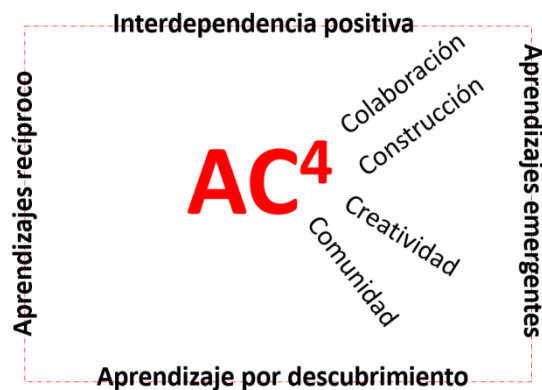 Interdependencia positiva
Aprendizajes recíproco
AC⁴
Colaboración
Construcción
Creatividad
Comunidad
Aprendizajes emergentes
Aprendizaje por descubrimiento